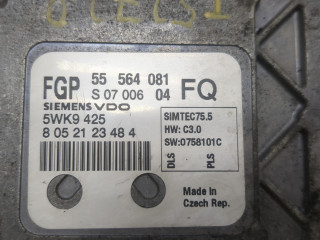 FGP 55 564 081
S 07 006 04 FQ
SIEMENS VDO
5WK9 425
8 05 21 23 48 4
SIMTEC75.5
HW: C3.0
SW:0758101C
DLS PLS
Made in
Czech Rep.